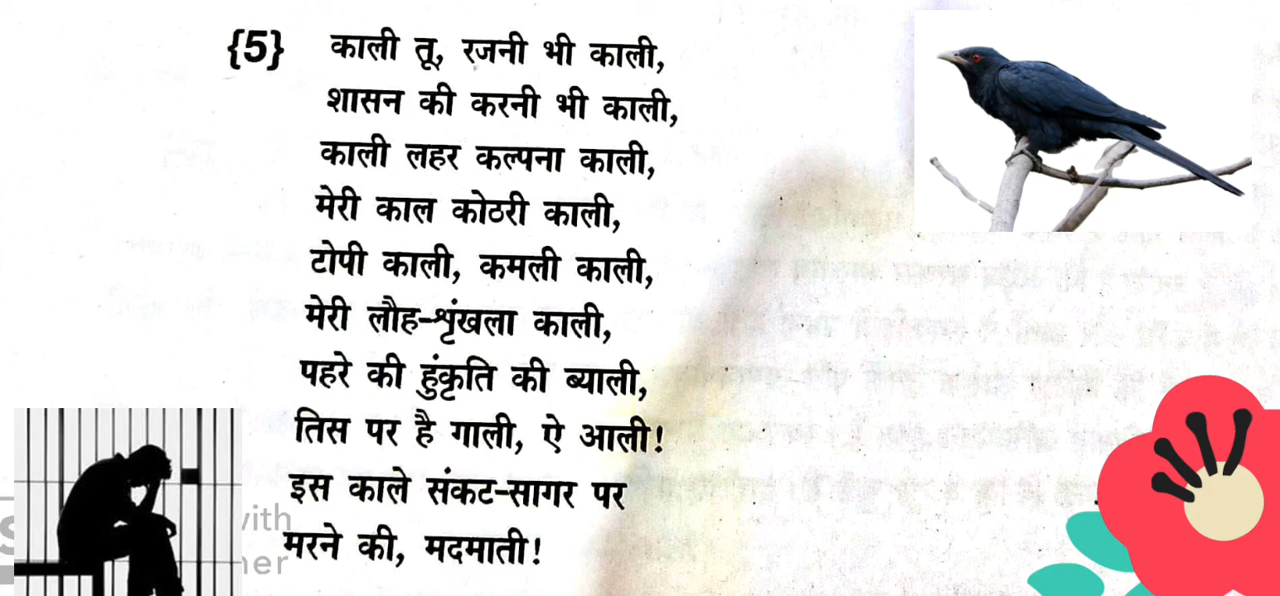 {5} काली तू, रजनी भी काली,
शासन की करनी भी काली,
काली लहर कल्पना काली,
मेरी काल कोठरी काली,
टोपी काली, कमली काली,
मेरी लौह-शृंखला काली,
पहरे की हुंकृति की ब्याली,
तिस पर है गाली, ऐ आली!
इस काले संकट-सागर पर
मरने की, मदमाती!